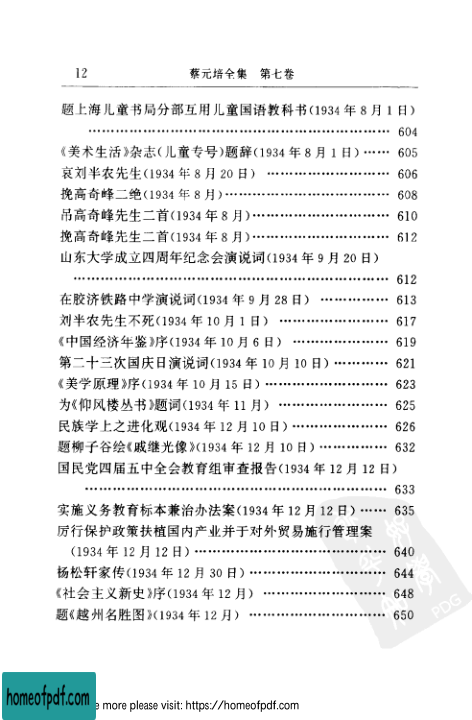 12 蔡元培全集 第七卷
题上海儿童书局分部互用儿童国语教科书(1934 年 8 月 1 日)
…………………………………………………………… 604
《美术生活》杂志(儿童专号)题辞(1934 年 8 月 1 日)…… 605
哀刘半农先生(1934 年 8 月 20 日) ……………………… 606
挽高奇峰二绝(1934 年 8 月)……………………………… 608
吊高奇峰先生二首(1934 年 8 月)………………………… 610
挽高奇峰先生二首(1934 年 8 月)………………………… 612
山东大学成立四周年纪念会演说词(1934 年 9 月 20 日)
…………………………………………………………… 612
在胶济铁路中学演说词(1934 年 9 月 28 日) …………… 613
刘半农先生不死(1934 年 10 月 1 日) …………………… 617
《中国经济年鉴》序(1934 年 10 月 6 日) ……………… 619
第二十三次国庆日演说词(1934 年 10 月 10 日)………… 621
《美学原理》序(1934 年 10 月 15 日)…………………… 623
为《仰风楼丛书》题词(1934 年 11 月) ………………… 625
民族学上之进化观(1934 年 12 月 10 日)……………… 626
题柳子谷绘《戚继光像》(1934 年 12 月 10 日)………… 632
国民党四届五中全会教育组审查报告(1934 年 12 月 12 日)
…………………………………………………………… 633
实施义务教育标本兼治办法案(1934 年 12 月 12 日)…… 635
厉行保护政策扶植国内产业并于对外贸易施行管理案
(1934 年 12 月 12 日)…………………………………… 640
杨松轩家传(1934 年 12 月 30 日)……………………… 644
《社会主义新史》序(1934 年 12 月) …………………… 648
题《越州名胜图》(1934 年 12 月) ……………………… 650
PDG
homeofpdf.com
e more please visit: https://homeofpdf.com